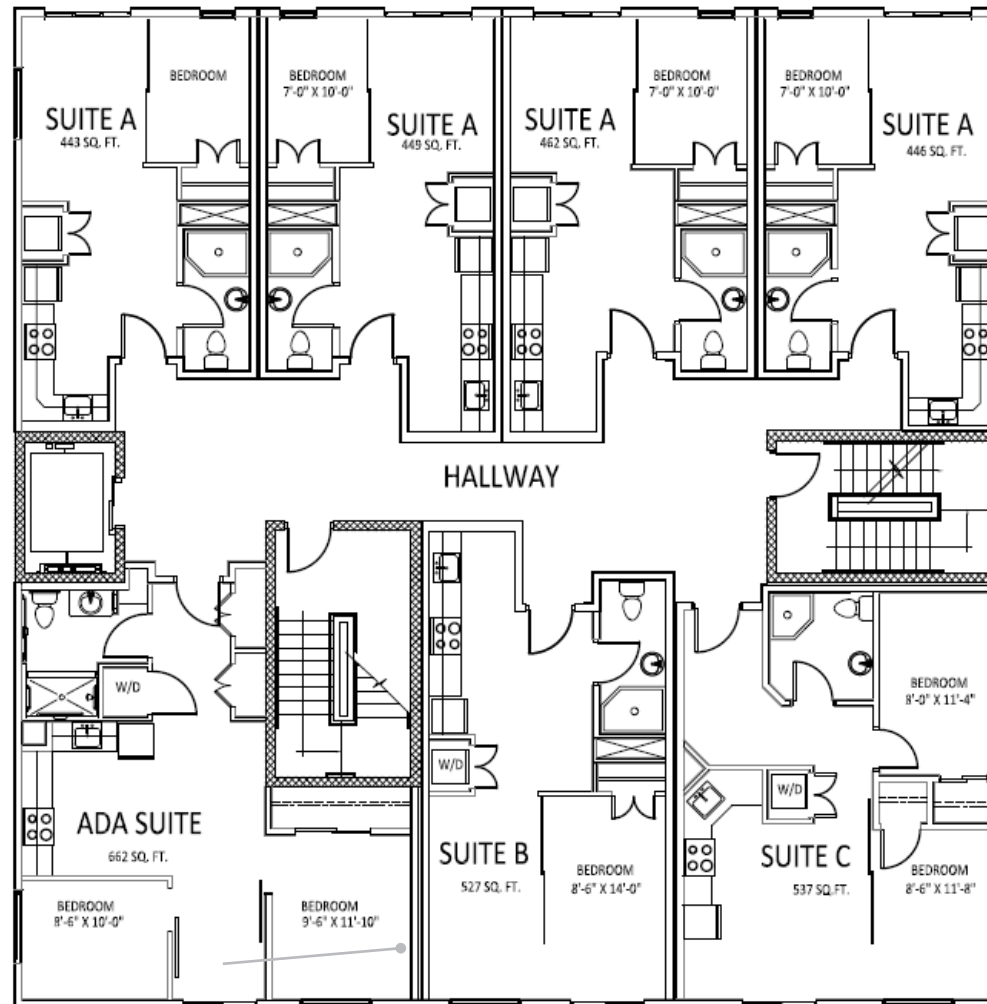 BEDROOM
SUITE A
443 SQ. FT.
BEDROOM
7'-0" X 10'-0"
SUITE A
449 SQ. FT.
SUITE A
462 SQ. FT.
BEDROOM
7'-0" X 10'-0"
BEDROOM
7'-0" X 10'-0"
SUITE A
446 SQ. FT.
HALLWAY
W/D
ADA SUITE
662 SQ. FT.
BEDROOM
8'-6" X 10'-0"
BEDROOM
9'-6" X 11'-10"
W/D
SUITE B
527 SQ. FT.
BEDROOM
8'-6" X 14'-0"
BEDROOM
8'-0" X 11'-4"
W/D
SUITE C
537 SQ.FT.
BEDROOM
8'-6" X 11'-8"